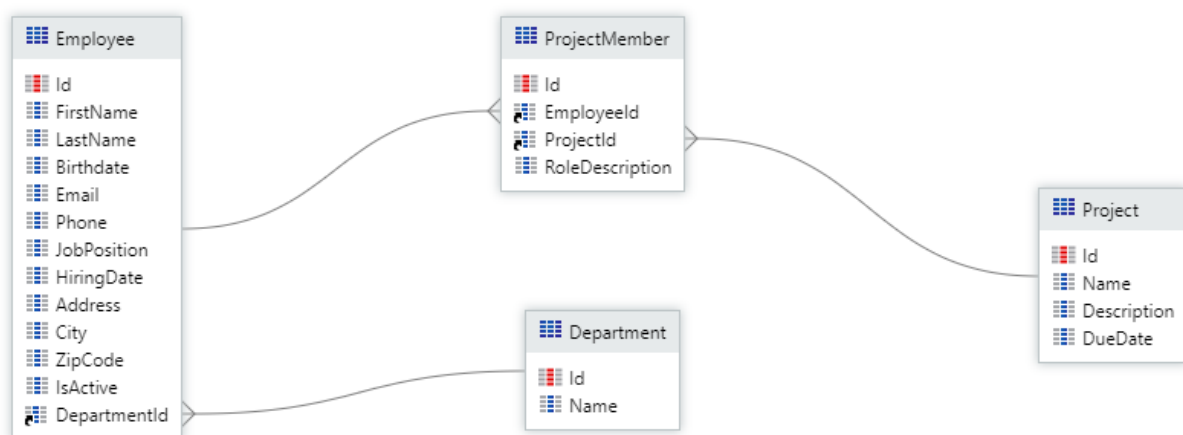 Employee
Id
FirstName
LastName
Birthdate
Email
Phone
JobPosition
HiringDate
Address
City
ZipCode
IsActive
DepartmentId
ProjectMember
Id
EmployeeId
ProjectId
RoleDescription
Department
Id
Name
Project
Id
Name
Description
DueDate